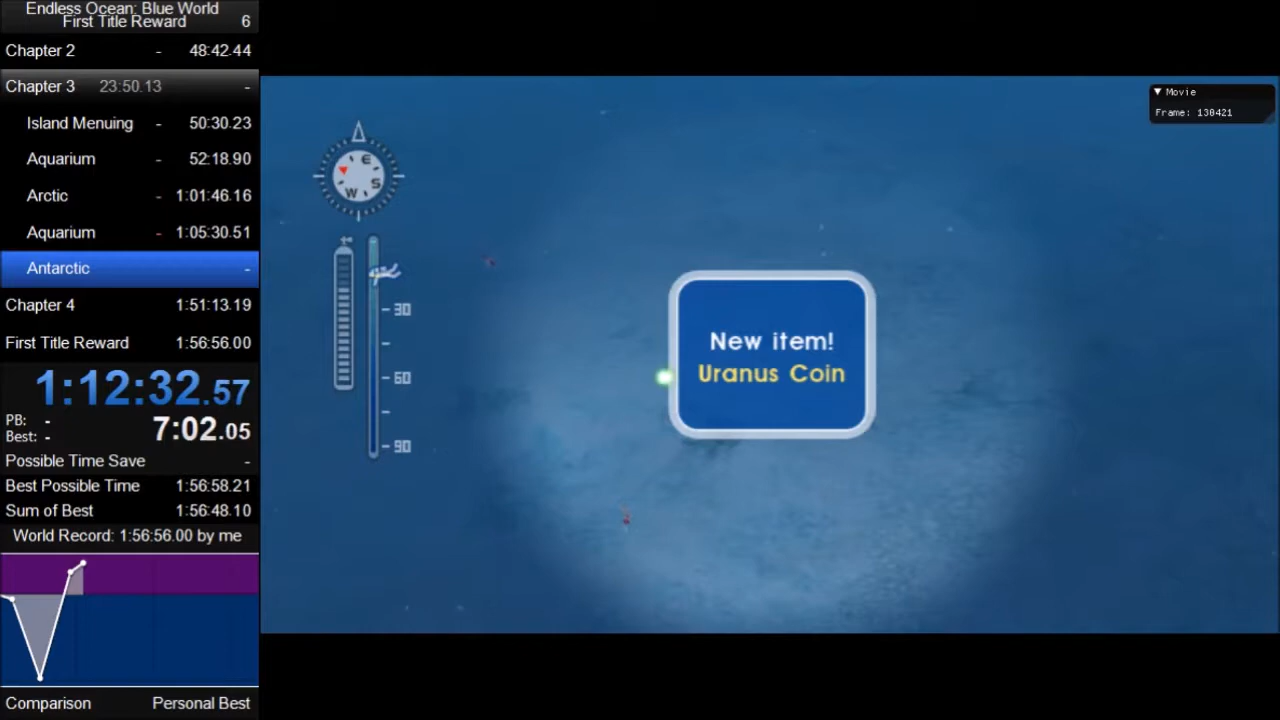 Endless Ocean: Blue World
First Title Reward 6
Chapter 2 - 48:42.44
Chapter 3 23:50.13 -
Island Menuing - 50:30.23
Aquarium - 52:18.90
Arctic - 1:01:46.16
Aquarium - 1:05:30.51
Antarctic -
Chapter 4 1:51:13.19
First Title Reward 1:56:56.00
1:12:32.57
PB: -
Best: -
7:02.05
Possible Time Save -
Best Possible Time 1:56:58.21
Sum of Best 1:56:48.10
World Record: 1:56:56.00 by me
Comparison Personal Best
E
S
W
30
60
90
New item!
Uranus Coin
▼ Movie
Frame: 130421